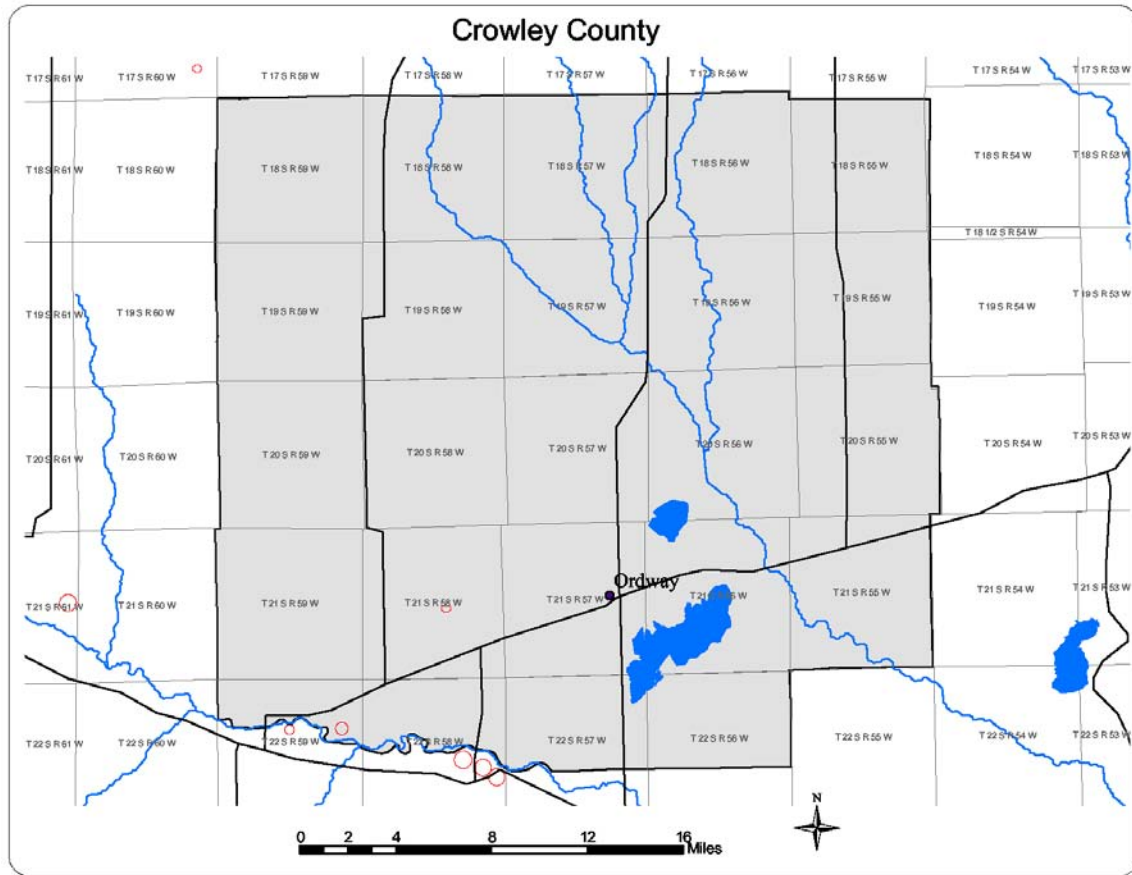 Crowley County
T 17 S R 61 W T 17 S R 60 W T 17 S R 59 W T 17 S R 58 W T 17 S R 57 W T 17 S R 56 W T 17 S R 55 W T 17 S R 54 W T 17 S R 53 W
T 18 S R 61 W T 18 S R 60 W T 18 S R 59 W T 18 S R 58 W T 18 S R 57 W T 18 S R 56 W T 18 S R 55 W T 18 S R 54 W T 18 S R 53 W
T 18 1/2 S R 54 W
T 19 S R 61 W T 19 S R 60 W T 19 S R 59 W T 19 S R 58 W T 19 S R 57 W T 19 S R 56 W T 19 S R 55 W T 19 S R 54 W T 19 S R 53 W
T 20 S R 61 W T 20 S R 60 W T 20 S R 59 W T 20 S R 58 W T 20 S R 57 W T 20 S R 56 W T 20 S R 55 W T 20 S R 54 W T 20 S R 53 W
Ordway
T 21 S R 61 W T 21 S R 60 W T 21 S R 59 W T 21 S R 58 W T 21 S R 57 W T 21 S R 56 W T 21 S R 55 W T 21 S R 54 W T 21 S R 53 W
T 22 S R 61 W T 22 S R 60 W T 22 S R 59 W T 22 S R 58 W T 22 S R 57 W T 22 S R 56 W T 22 S R 55 W T 22 S R 54 W T 22 S R 53 W
N
0 2 4 8 12 16
Miles